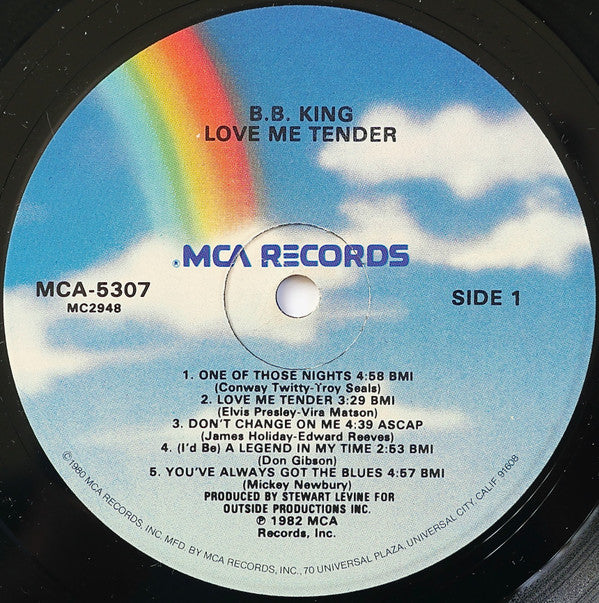 B.B. KING
LOVE ME TENDER
MCA RECORDS
MCA-5307
MC2948
SIDE 1
1. ONE OF THOSE NIGHTS 4:58 BMI
(Conway Twitty-Troy Seals)
2. LOVE ME TENDER 3:29 BMI
(Elvis Presley-Vira Matson)
3. DON'T CHANGE ON ME 4:39 ASCAP
(James Holiday-Edward Reeves)
4. (I'd Be) A LEGEND IN MY TIME 2:53 BMI
(Don Gibson)
5. YOU'VE ALWAYS GOT THE BLUES 4:57 BMI
(Mickey Newbury)
PRODUCED BY STEWART LEVINE FOR
OUTSIDE PRODUCTIONS INC.
℗ 1982 MCA
Records, Inc.
©1980 MCA RECORDS, INC. MFD. BY MCA RECORDS, INC., 70 UNIVERSAL PLAZA, UNIVERSAL CITY, CALIF. 91608